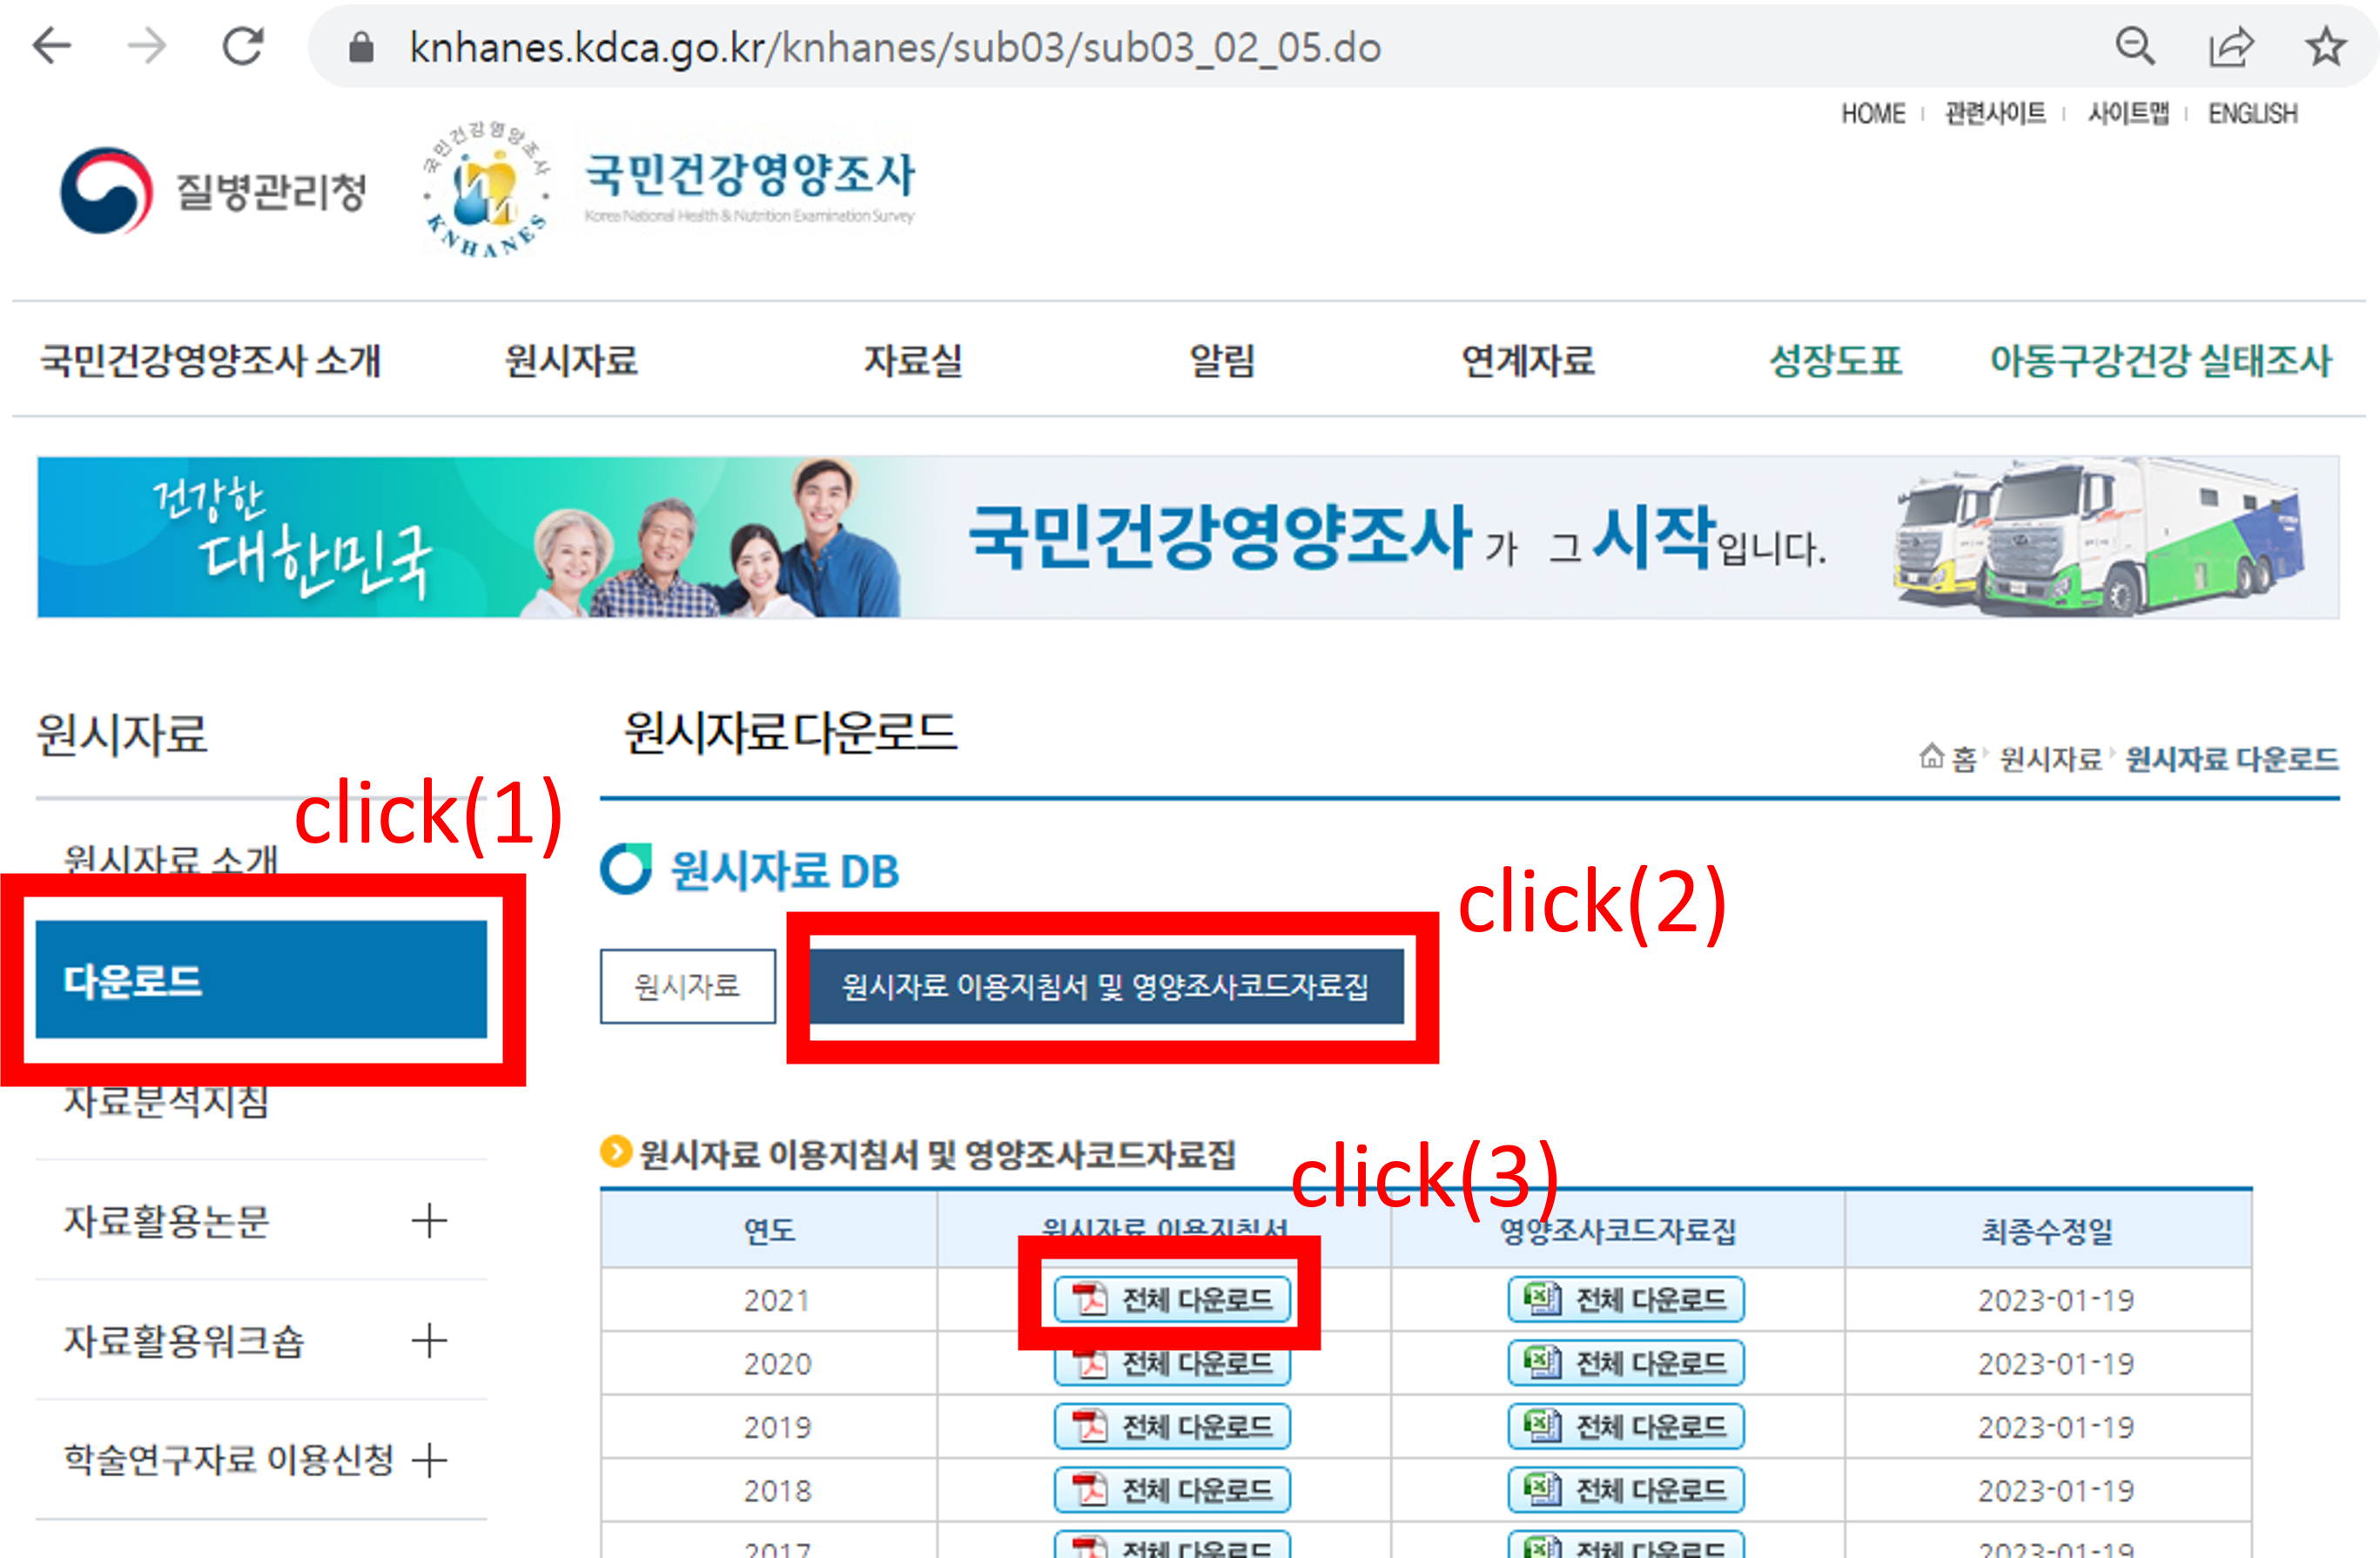 knhanes.kdca.go.kr/knhanes/sub03/sub03_02_05.do
HOME 관련사이트 사이트맵 ENGLISH
질병관리청
국민건강영양조사
KNHANES
국민건강영양조사
Korea National Health & Nutrition Examination Survey
국민건강영양조사 소개 원시자료 자료실 알림 연계자료 성장도표 아동구강건강 실태조사
건강한
대한민국
국민건강영양조사가 그 시작입니다.
원시자료
click(1)
원시자료 소개
다운로드
자료분석지침
자료활용논문
자료활용워크숍
학술연구자료 이용신청
원시자료 다운로드
홈 원시자료 원시자료 다운로드
원시자료 DB
click(2)
원시자료 원시자료 이용지침서 및 영양조사코드자료집
원시자료 이용지침서 및 영양조사코드자료집
click(3)
연도 원시자료 이용지침서 영양조사코드자료집 최종수정일
2021 전체 다운로드 전체 다운로드 2023-01-19
2020 전체 다운로드 전체 다운로드 2023-01-19
2019 전체 다운로드 전체 다운로드 2023-01-19
2018 전체 다운로드 전체 다운로드 2023-01-19
2017 전체 다운로드 전체 다운로드 2023-01-19